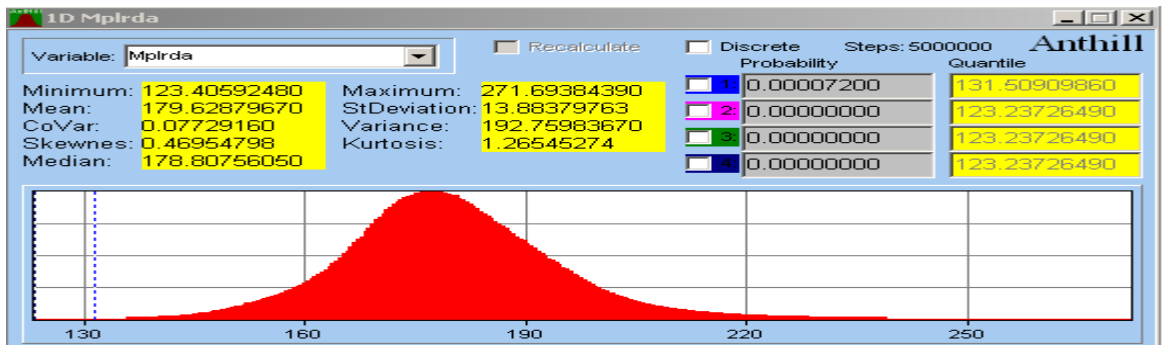 1D Mplrda
Variable: Mplrda
Recalculate
Discrete Steps: 5000000 Anthill
Probability Quantile
Minimum: 123.40592480 Maximum: 271.69384390
Mean: 179.62879670 StDeviation: 13.88379763
CoVar: 0.07729160 Variance: 192.75983670
Skewnes: 0.46954798 Kurtosis: 1.26545274
Median: 178.80756050
1: 0.00007200 131.50909860
2: 0.00000000 123.23726490
3: 0.00000000 123.23726490
4: 0.00000000 123.23726490
130 160 190 220 250